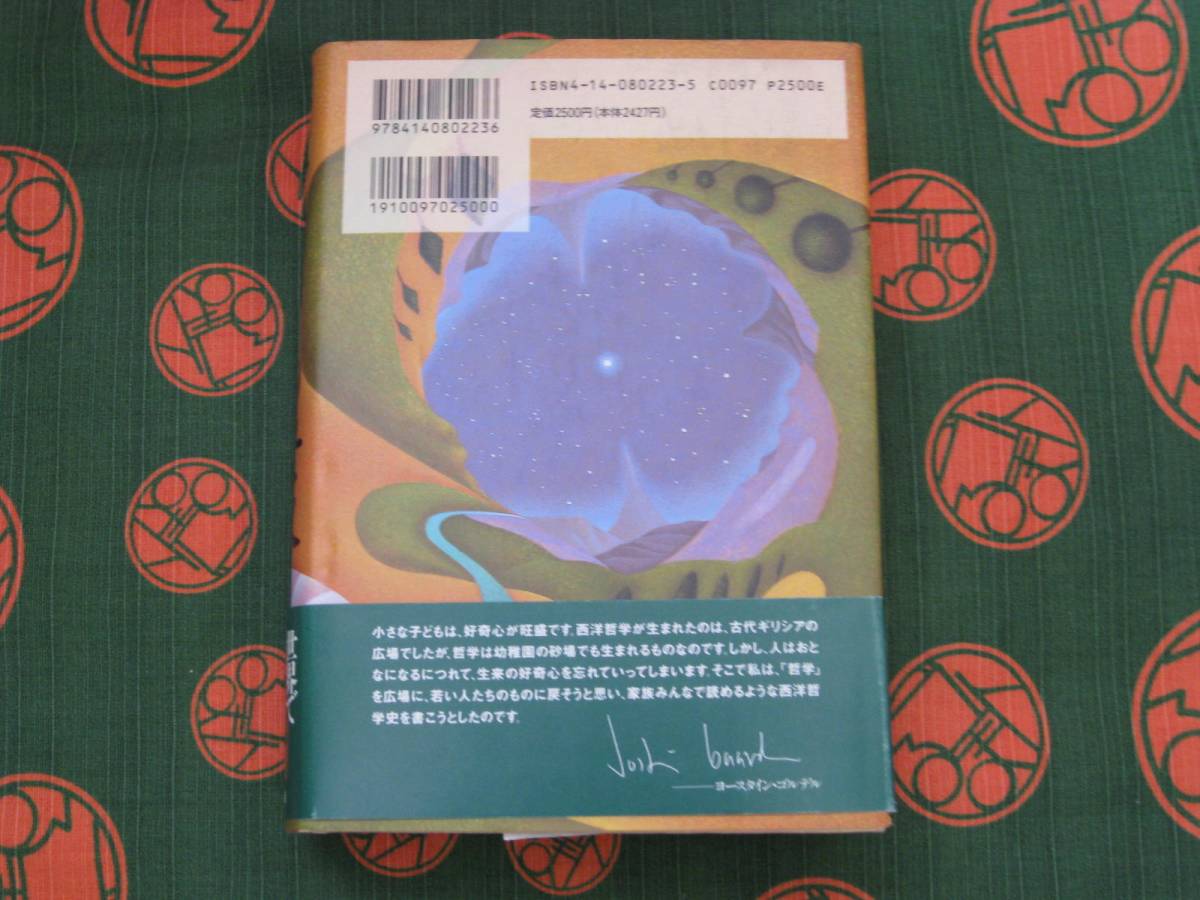 ISBN4-14-080223-5 C0097 P2500E
定価2500円(本体2427円)
9784140802236
1910097025000
小さな子どもは、好奇心が旺盛です。西洋哲学が生まれたのは、古代ギリシアの
広場でしたが、哲学は幼稚園の砂場でも生まれるものなのです。しかし、人はおと
なになるにつれて、生来の好奇心を忘れていってしまいます。そこで私は、「哲学」
を広場に、若い人たちのものに戻そうと思い、家族みんなで読めるような西洋哲
学史を書こうとしたのです。
——ヨースタイン・ゴルデル